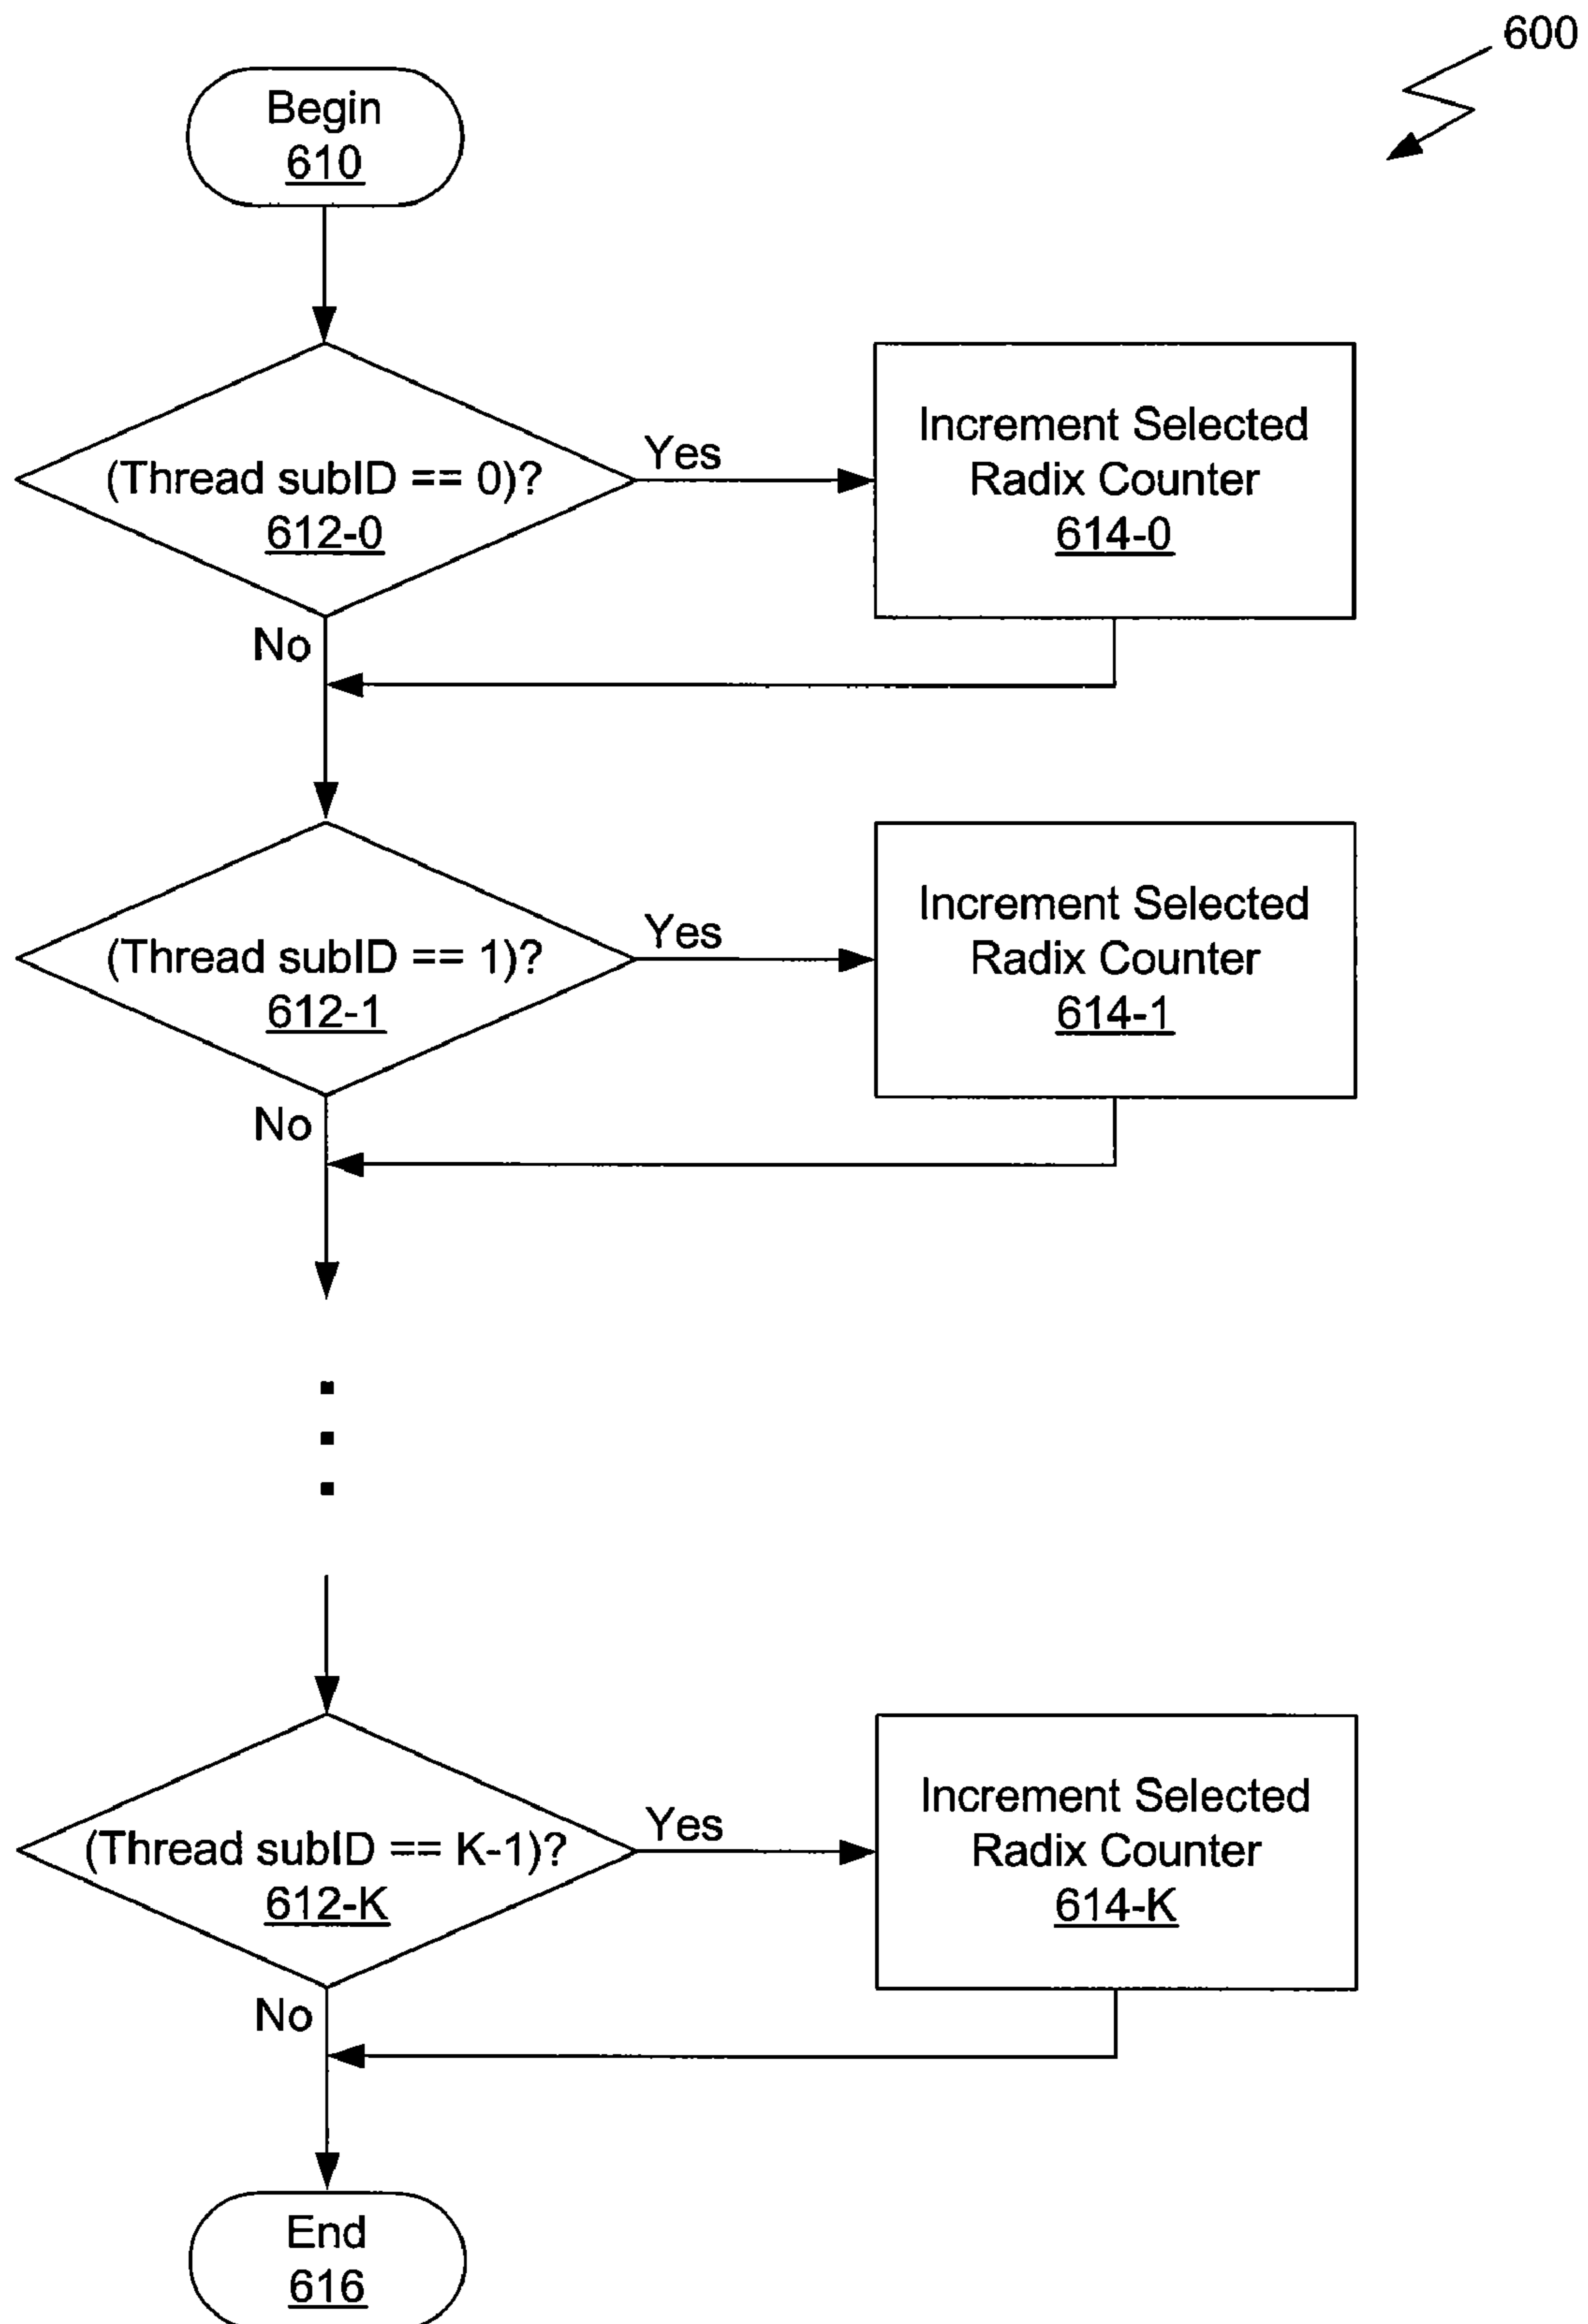 600
Begin
610
(Thread subID == 0)?
612-0
Yes
Increment Selected
Radix Counter
614-0
No
(Thread subID == 1)?
612-1
Yes
Increment Selected
Radix Counter
614-1
No
(Thread subID == K-1)?
612-K
Yes
Increment Selected
Radix Counter
614-K
No
End
616